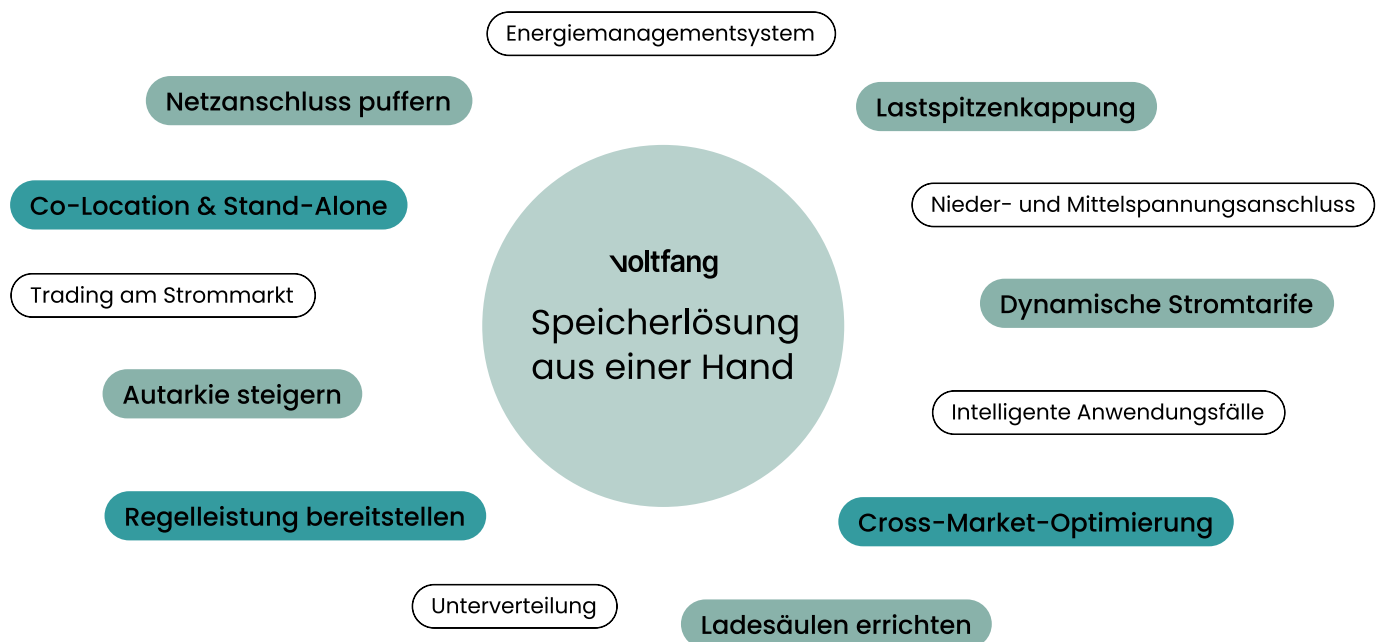 Energiemanagementsystem
Netzanschluss puffern
Lastspitzenkappung
Co-Location & Stand-Alone
Nieder- und Mittelspannungsanschluss
voltfang
Speicherlösung
aus einer Hand
Trading am Strommarkt
Dynamische Stromtarife
Autarkie steigern
Intelligente Anwendungsfälle
Regelleistung bereitstellen
Cross-Market-Optimierung
Unterverteilung
Ladesäulen errichten